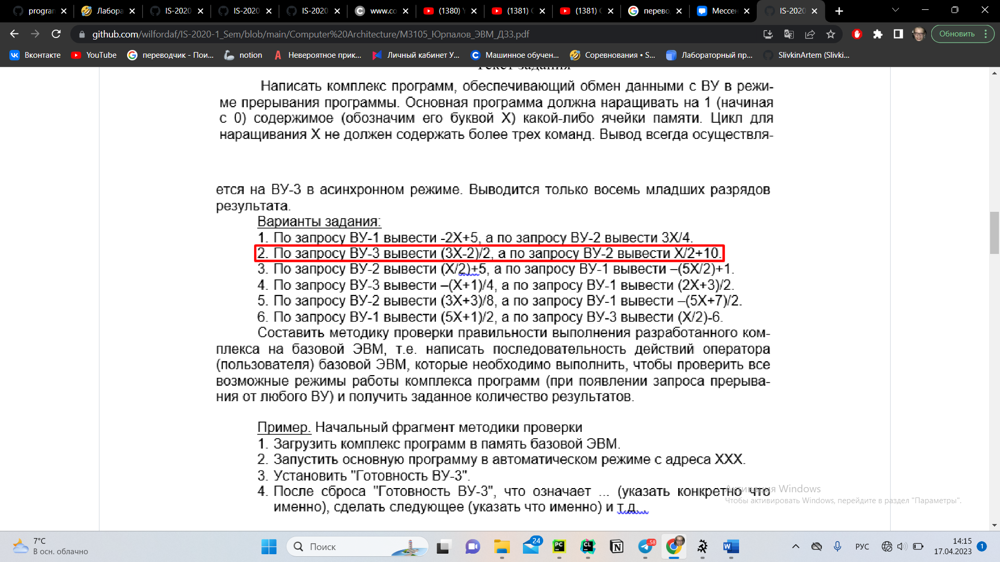 progran
Лабора
IS-2020
IS-2020
IS-2020
www.co
(1380) Y
(1381) C
(1381) C
перево
Мессен
IS-2020
github.com/wilfordaf/IS-2020-1_Sem/blob/main/Computer%20Architecture/M3105_Юрпалов_ЭВМ_ДЗ3.pdf
Обновить
Вконтакте
YouTube
переводчик - Пои...
notion
Невероятное прик...
Личный кабинет У...
Машинное обучен...
Соревнования • S...
Лабораторный пр...
SlivkinArtem (Slivki...
Текст задания
Написать комплекс программ, обеспечивающий обмен данными с ВУ в режи-
ме прерывания программы. Основная программа должна наращивать на 1 (начиная
с 0) содержимое (обозначим его буквой X) какой-либо ячейки памяти. Цикл для
наращивания X не должен содержать более трех команд. Вывод всегда осуществля-
ется на ВУ-3 в асинхронном режиме. Выводится только восемь младших разрядов
результата.
Варианты задания:
1. По запросу ВУ-1 вывести -2X+5, а по запросу ВУ-2 вывести 3X/4.
2. По запросу ВУ-3 вывести (3X-2)/2, а по запросу ВУ-2 вывести X/2+10.
3. По запросу ВУ-2 вывести (X/2)+5, а по запросу ВУ-1 вывести –(5X/2)+1.
4. По запросу ВУ-3 вывести –(X+1)/4, а по запросу ВУ-1 вывести (2X+3)/2.
5. По запросу ВУ-2 вывести (3X+3)/8, а по запросу ВУ-1 вывести –(5X+7)/2.
6. По запросу ВУ-1 вывести (5X+1)/2, а по запросу ВУ-3 вывести (X/2)-6.
Составить методику проверки правильности выполнения разработанного ком-
плекса на базовой ЭВМ, т.е. написать последовательность действий оператора
(пользователя) базовой ЭВМ, которые необходимо выполнить, чтобы проверить все
возможные режимы работы комплекса программ (при появлении запроса прерыва-
ния от любого ВУ) и получить заданное количество результатов.
Пример. Начальный фрагмент методики проверки
1. Загрузить комплекс программ в память базовой ЭВМ.
2. Запустить основную программу в автоматическом режиме с адреса XXX.
3. Установить "Готовность ВУ-3".
4. После сброса "Готовность ВУ-3", что означает ... (указать конкретно что
именно), сделать следующее (указать что именно) и т.д...
Активация Windows
Чтобы активировать Windows, перейдите в раздел "Параметры".
7°C
В осн. облачно
Поиск
24
58
РУС
14:15
17.04.2023
1